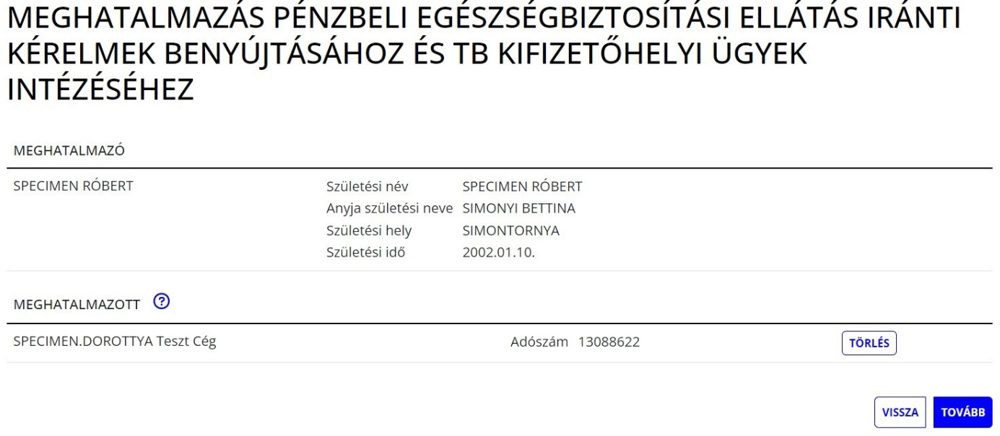 MEGHATALMAZÁS PÉNZBELI EGÉSZSÉGBIZTOSÍTÁSI ELLÁTÁS IRÁNTI
KÉRELMEK BENYÚJTÁSÁHOZ ÉS TB KIFIZETŐHELYI ÜGYEK
INTÉZÉSÉHEZ
MEGHATALMAZÓ
SPECIMEN RÓBERT Születési név SPECIMEN RÓBERT
Anyja születési neve SIMONYI BETTINA
Születési hely SIMONTORNYA
Születési idő 2002.01.10.
MEGHATALMAZOTT ?
SPECIMEN.DOROTTYA Teszt Cég Adószám 13088622 TÖRLÉS
VISSZA TOVÁBB